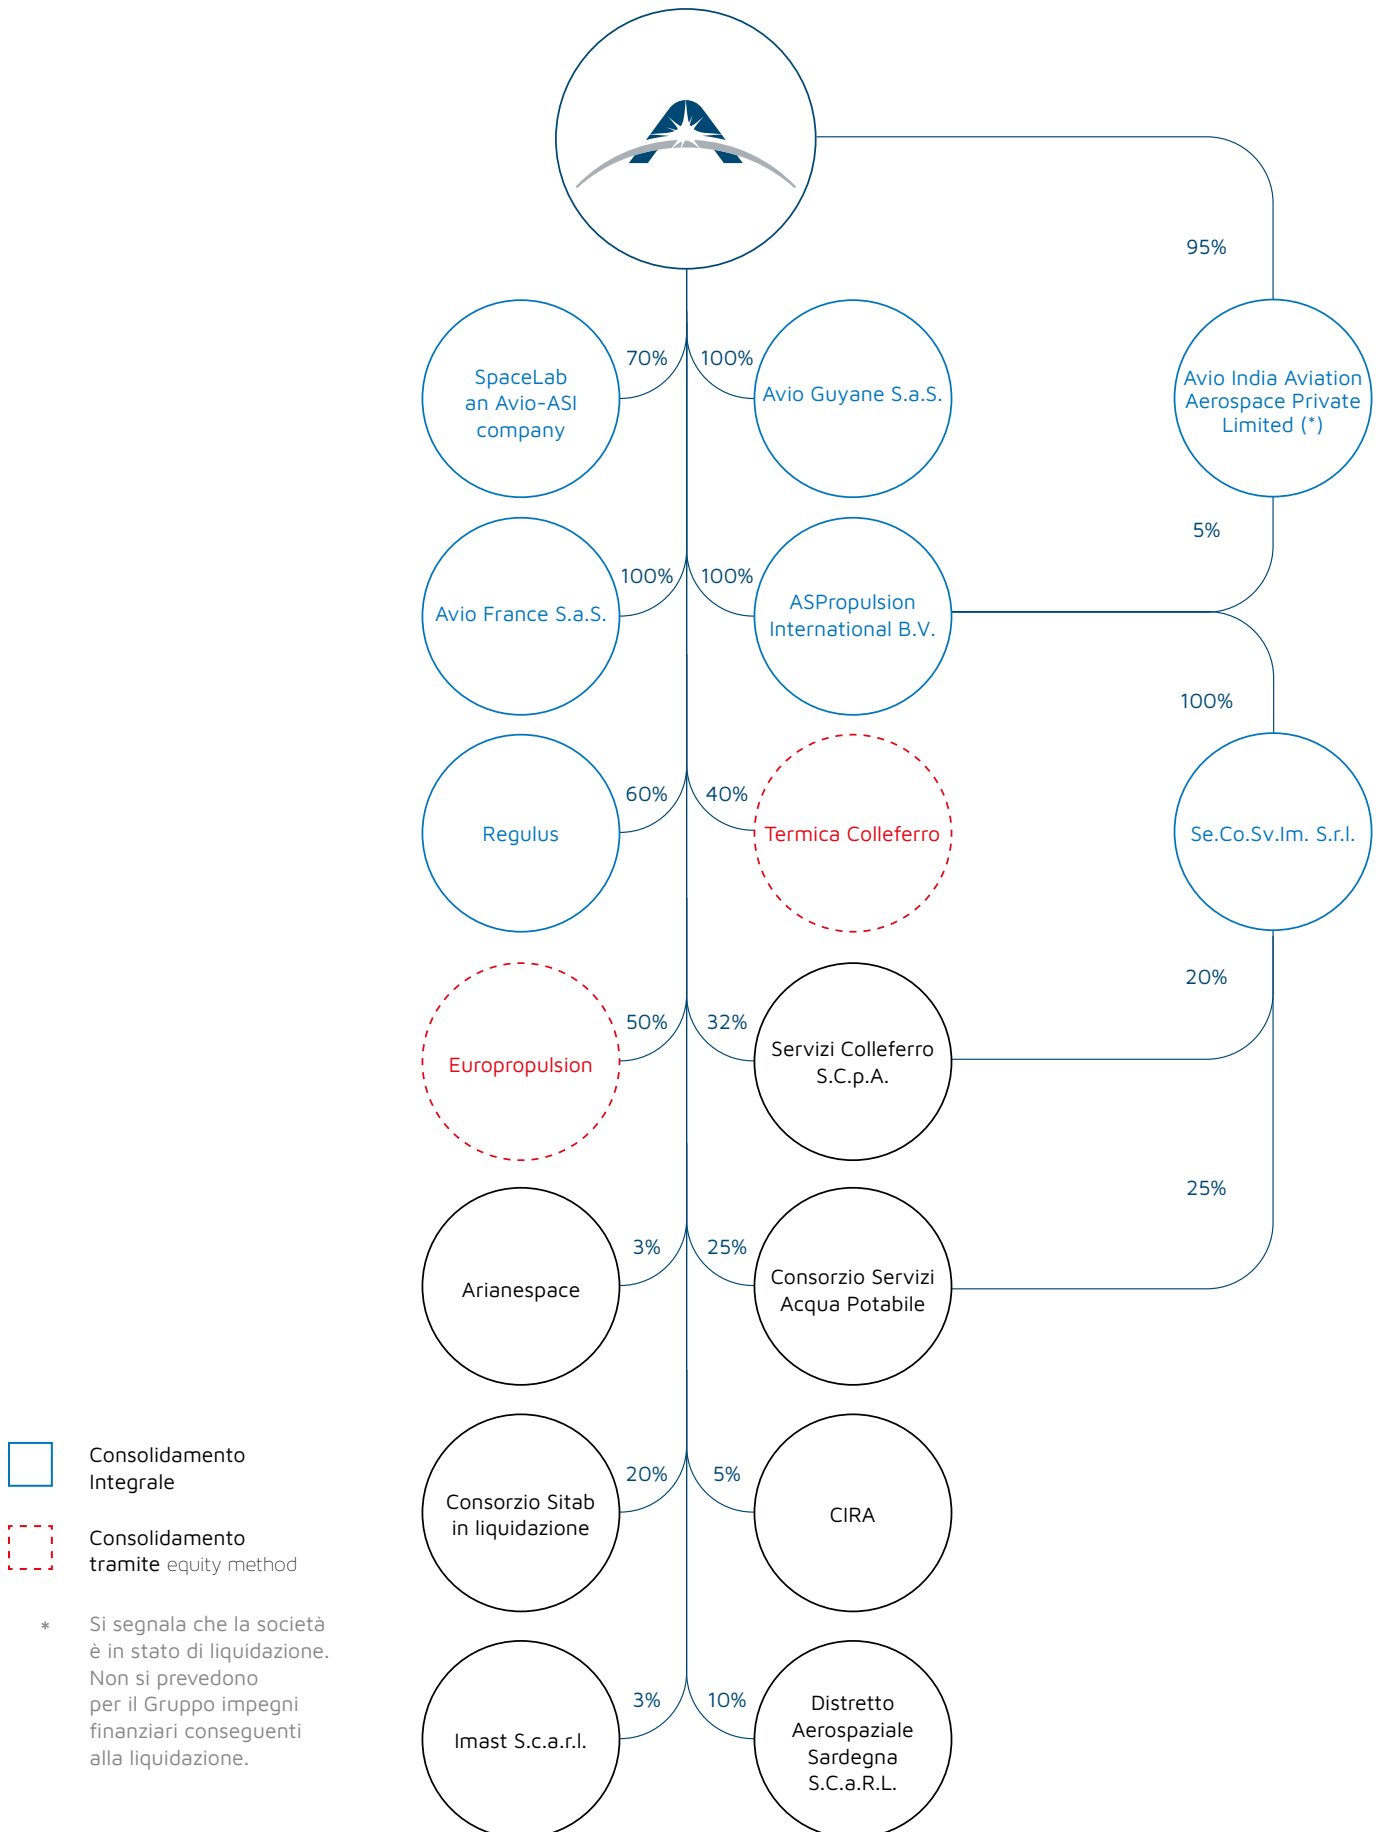 95%
70%
100%
SpaceLab
an Avio-ASI
company
Avio Guyane S.a.S.
Avio India Aviation
Aerospace Private
Limited (*)
5%
100%
100%
Avio France S.a.S.
ASPropulsion
International B.V.
100%
60%
40%
Regulus
Termica Colleferro
Se.Co.Sv.Im. S.r.l.
20%
50%
32%
Europropulsion
Servizi Colleferro
S.C.p.A.
25%
3%
25%
Arianespace
Consorzio Servizi
Acqua Potabile
20%
5%
Consorzio Sitab
in liquidazione
CIRA
3%
10%
Imast S.c.a.r.l.
Distretto
Aerospaziale
Sardegna
S.C.a.R.L.
Consolidamento
Integrale
Consolidamento
tramite equity method
* Si segnala che la società
è in stato di liquidazione.
Non si prevedono
per il Gruppo impegni
finanziari conseguenti
alla liquidazione.